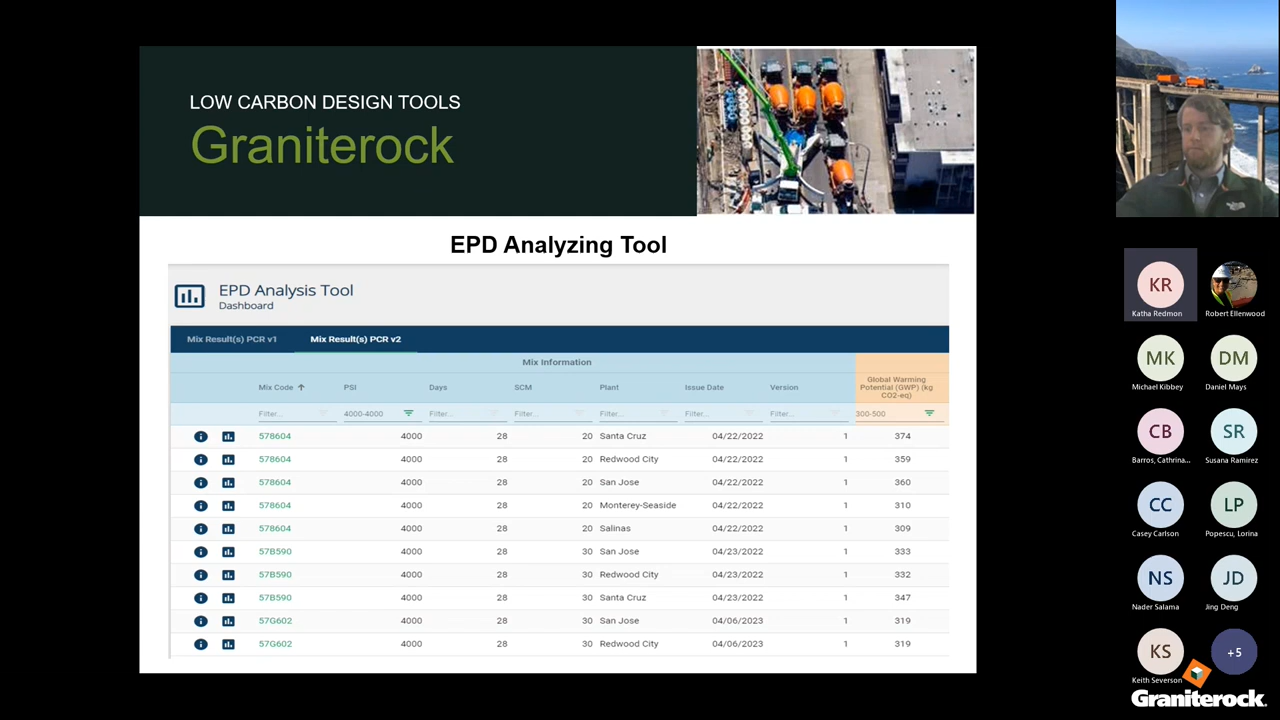 LOW CARBON DESIGN TOOLS
Graniterock
EPD Analyzing Tool
EPD Analysis Tool
Dashboard
Mix Result(s) PCR v1 Mix Result(s) PCR v2
Mix Information
Global Warming
Potential (GWP) (kg
CO2-eq)
Mix Code ↑ PSI Days SCM Plant Issue Date Version
Filter... 4000-4000 Filter... Filter... Filter... Filter... Filter... 300-500
578604 4000 28 20 Santa Cruz 04/22/2022 1 374
578604 4000 28 20 Redwood City 04/22/2022 1 359
578604 4000 28 20 San Jose 04/22/2022 1 360
578604 4000 28 20 Monterey-Seaside 04/22/2022 1 310
578604 4000 28 20 Salinas 04/22/2022 1 309
57B590 4000 28 30 San Jose 04/23/2022 1 333
57B590 4000 28 30 Redwood City 04/23/2022 1 332
57B590 4000 28 30 Santa Cruz 04/23/2022 1 347
57G602 4000 28 30 San Jose 04/06/2023 1 319
57G602 4000 28 30 Redwood City 04/06/2023 1 319
KR
Katha Redmon Robert Ellenwood
MK DM
Michael Kibbey Daniel Mays
CB SR
Barros, Cathrina... Susana Ramirez
CC LP
Casey Carlson Popescu, Lorina
NS JD
Nader Salama Jing Deng
KS +5
Keith Severson
Graniterock.